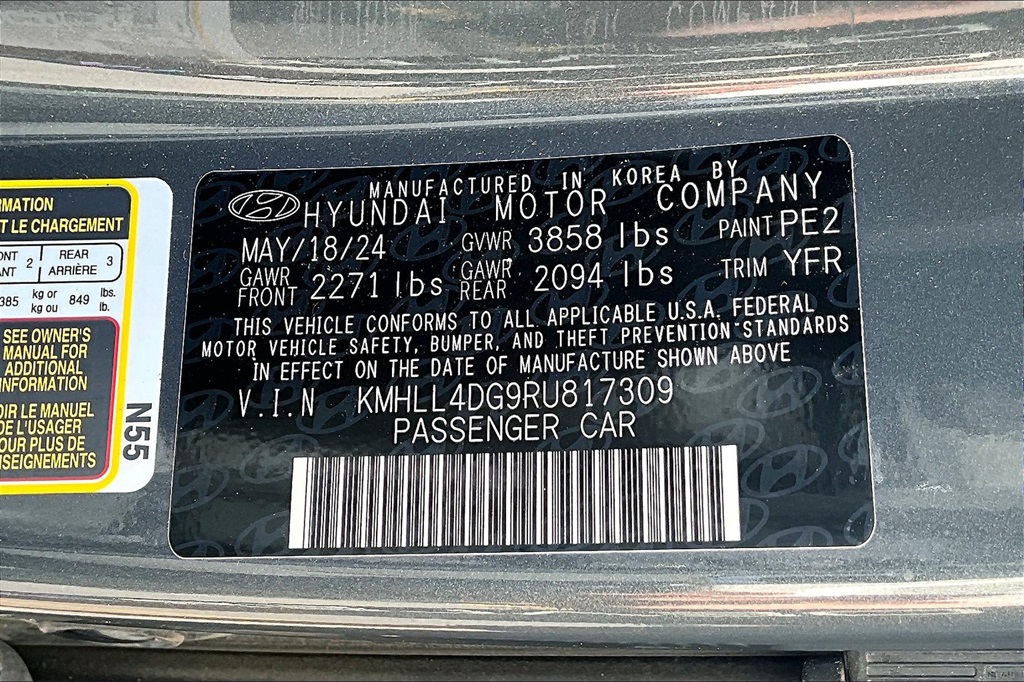 RMATION
T LE CHARGEMENT
ONT 2 REAR 3
ANT ARRIÈRE
385 kg or 849 lbs.
kg ou lb.
SEE OWNER'S
MANUAL FOR
ADDITIONAL
INFORMATION
OIR LE MANUEL
DE L'USAGER
POUR PLUS DE
NSEIGNEMENTS
N55
MANUFACTURED IN KOREA BY
HYUNDAI MOTOR COMPANY
MAY/18/24 GVWR 3858 lbs PAINT PE2
GAWR FRONT 2271 lbs GAWR REAR 2094 lbs TRIM YFR
THIS VEHICLE CONFORMS TO ALL APPLICABLE U.S.A. FEDERAL
MOTOR VEHICLE SAFETY, BUMPER, AND THEFT PREVENTION STANDARDS
IN EFFECT ON THE DATE OF MANUFACTURE SHOWN ABOVE
V.I.N KMHLL4DG9RU817309
PASSENGER CAR